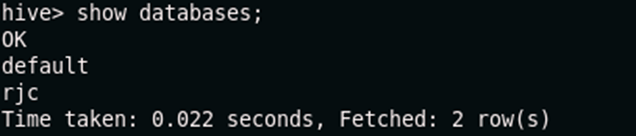 hive> show databases;
OK
default
rjc
Time taken: 0.022 seconds, Fetched: 2 row(s)